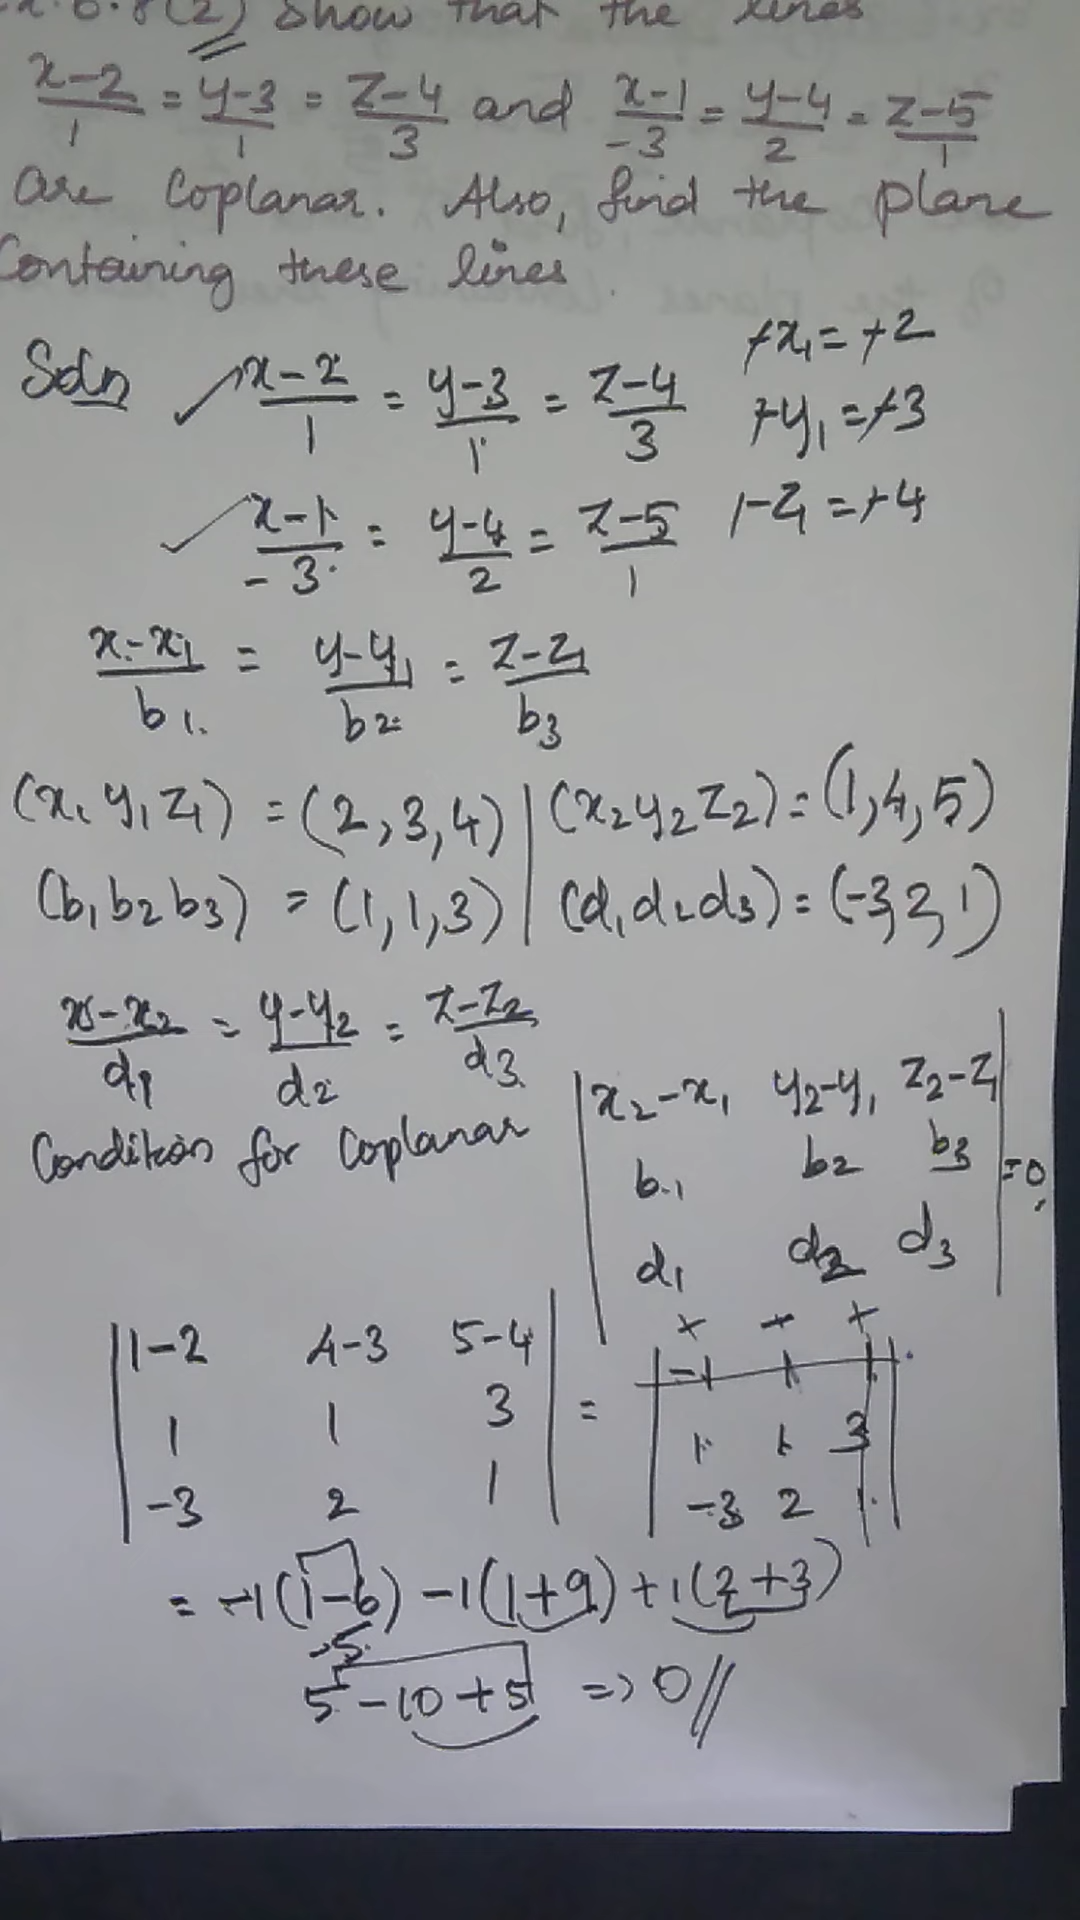 6.8(2) Show that the lines
x-2/1 = y-3/1 = z-4/3 and x-1/-3 = y-4/2 = z-5/1
are Coplanar. Also, find the plane
Containing these lines.
Soln x-2/1 = y-3/1 = z-4/3
+x₁ = +2
+y₁ = +3
+z₁ = +4
x-1/-3 = y-4/2 = z-5/1
x-x₁/b₁ = y-y₁/b₂ = z-z₁/b₃
(x₁ y₁ z₁) = (2, 3, 4) | (x₂ y₂ z₂) = (1, 4, 5)
(b₁ b₂ b₃) = (1, 1, 3) | (d₁ d₂ d₃) = (-3, 2, 1)
x-x₂/d₁ = y-y₂/d₂ = z-z₂/d₃
Condition for Coplanar
| x₂-x₁ y₂-y₁ z₂-z₁ |
| b₁ b₂ b₃ | = 0
| d₁ d₂ d₃ |
+ - +
| 1-2 4-3 5-4 | | -1 1 1 |
| 1 1 3 | = | 1 1 3 |
| -3 2 1 | | -3 2 1 |
= -1(1-6) -1(1+9) +1(2+3)
-5
5 -10 +5 => 0//